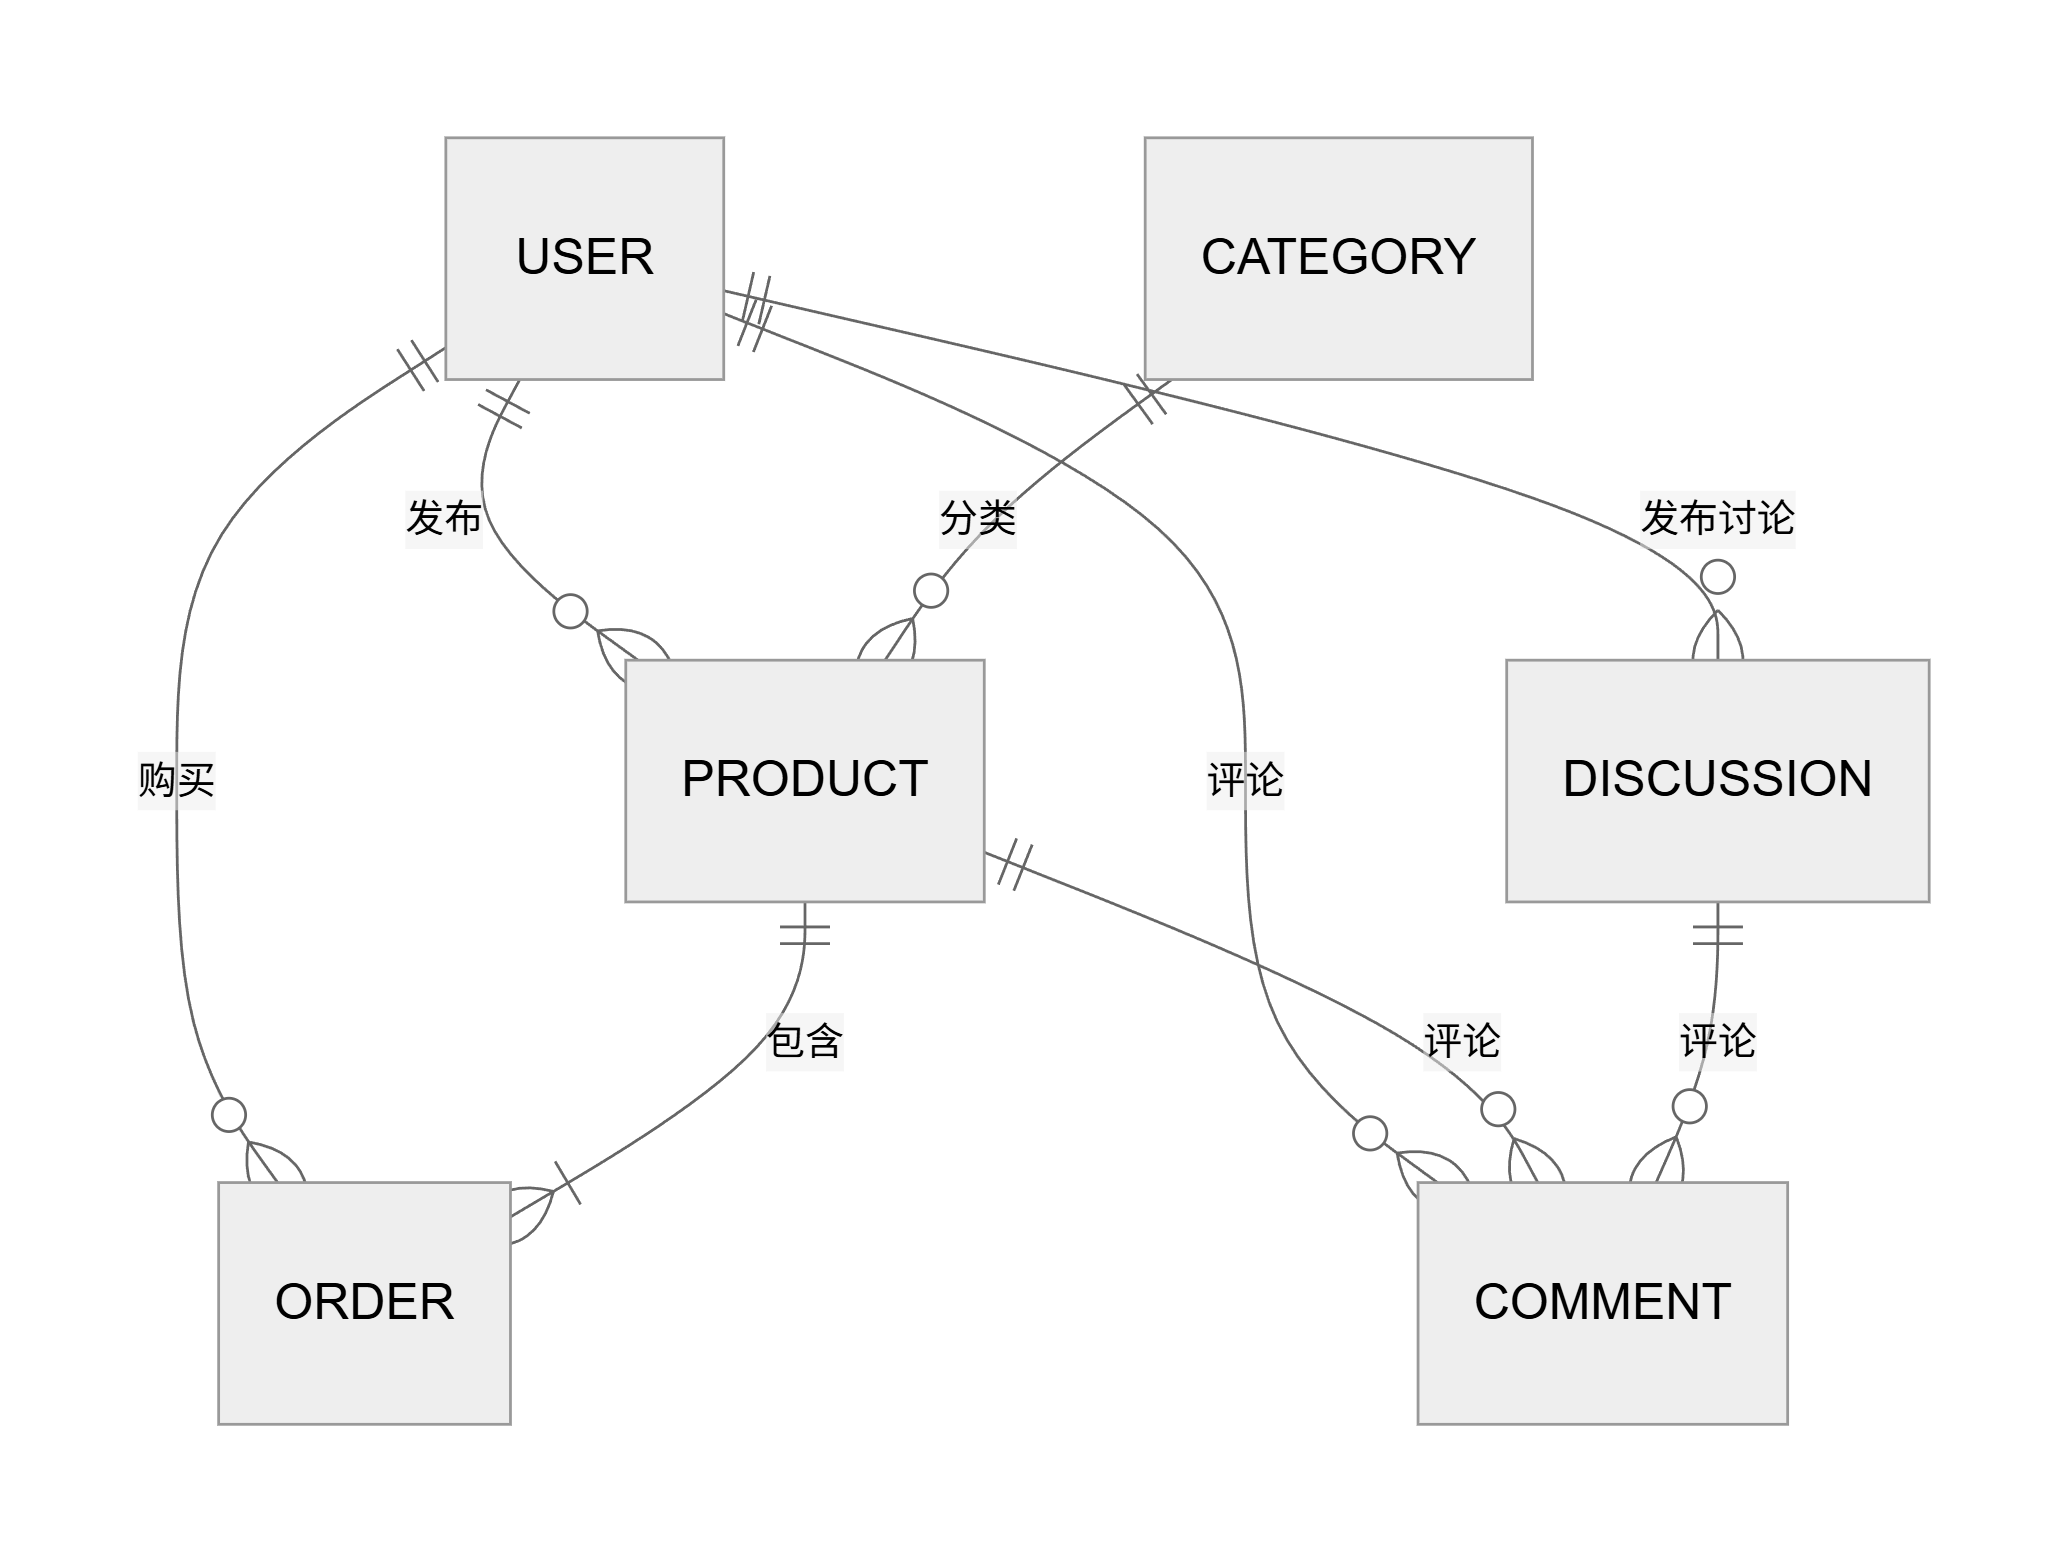 USER
CATEGORY
发布
分类
发布讨论
购买
PRODUCT
评论
DISCUSSION
包含
评论
评论
ORDER
COMMENT